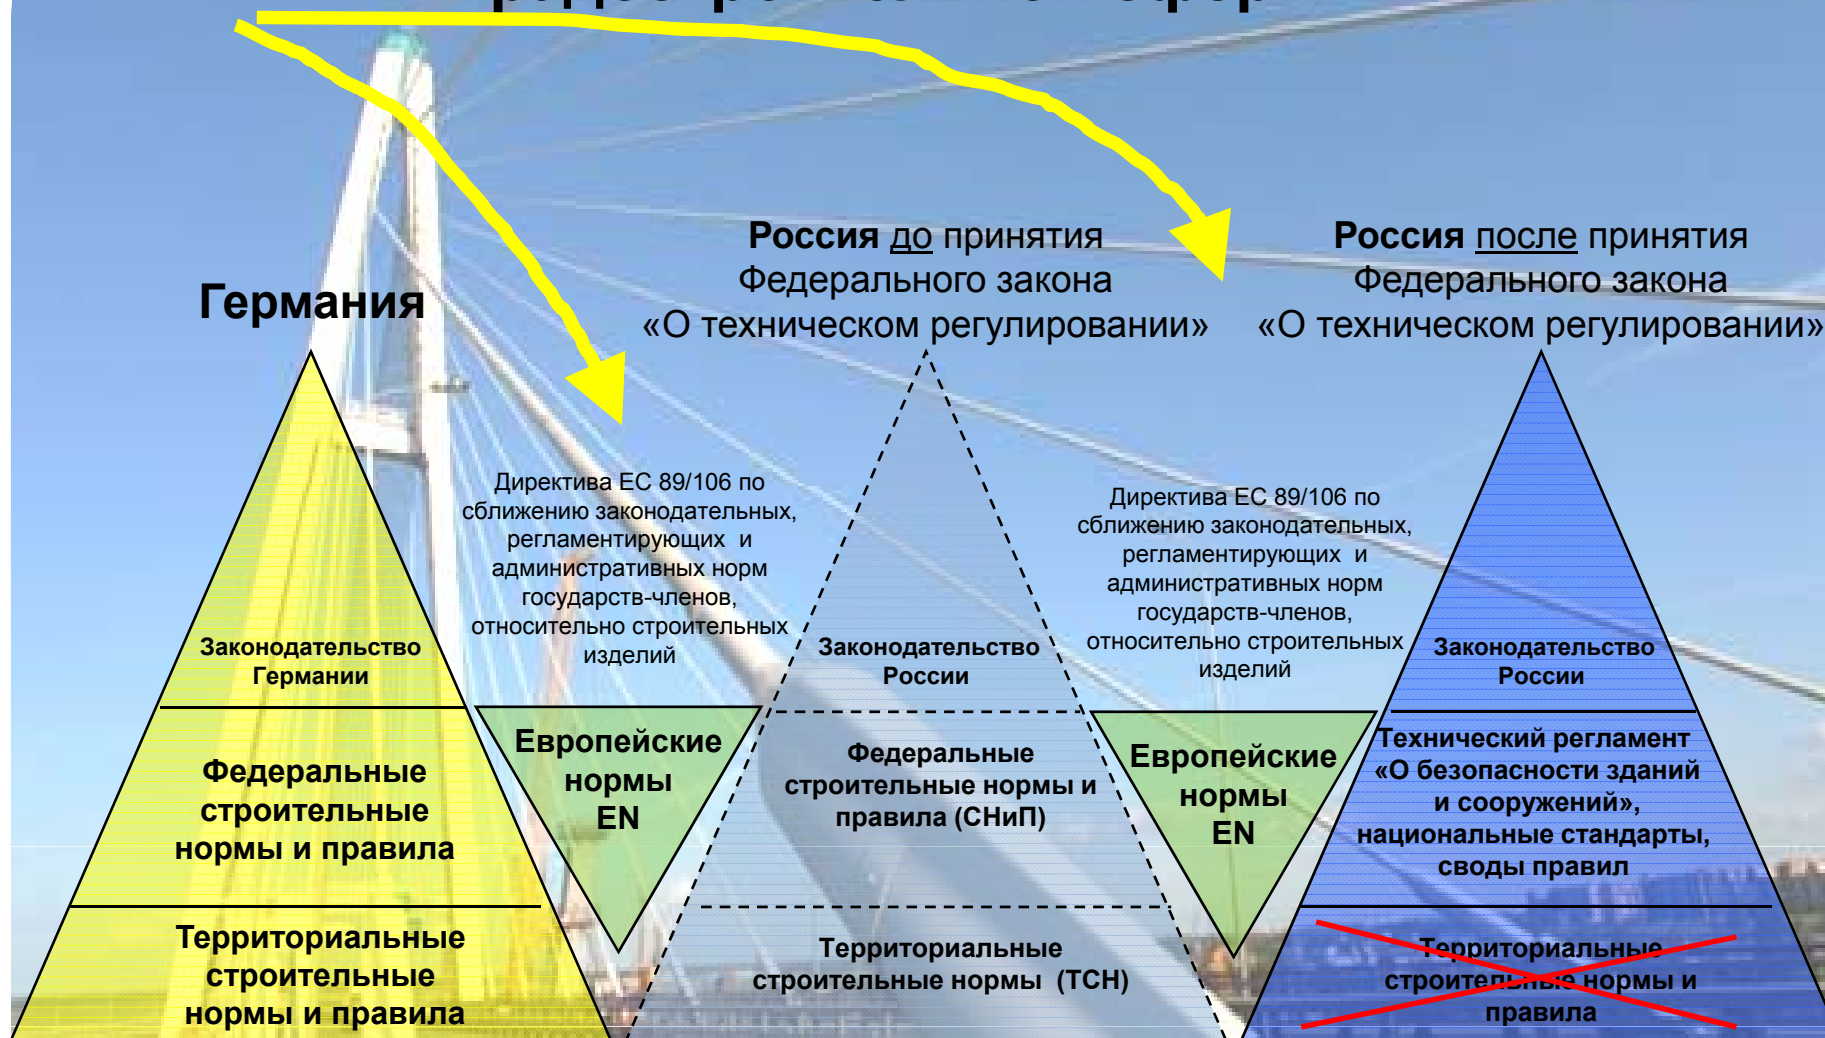 Германия
Россия до принятия
Федерального закона
«О техническом регулировании»
Россия после принятия
Федерального закона
«О техническом регулировании»
Законодательство
Германии
Федеральные
строительные
нормы и правила
Территориальные
строительные
нормы и правила
Директива ЕС 89/106 по
сближению законодательных,
регламентирующих и
административных норм
государств-членов,
относительно строительных
изделий
Европейские
нормы
EN
Законодательство
России
Федеральные
строительные нормы и
правила (СНиП)
Территориальные
строительные нормы (ТСН)
Директива ЕС 89/106 по
сближению законодательных,
регламентирующих и
административных норм
государств-членов,
относительно строительных
изделий
Европейские
нормы
EN
Законодательство
России
Технический регламент
«О безопасности зданий
и сооружений»,
национальные стандарты,
своды правил
Территориальные
строительные нормы и
правила